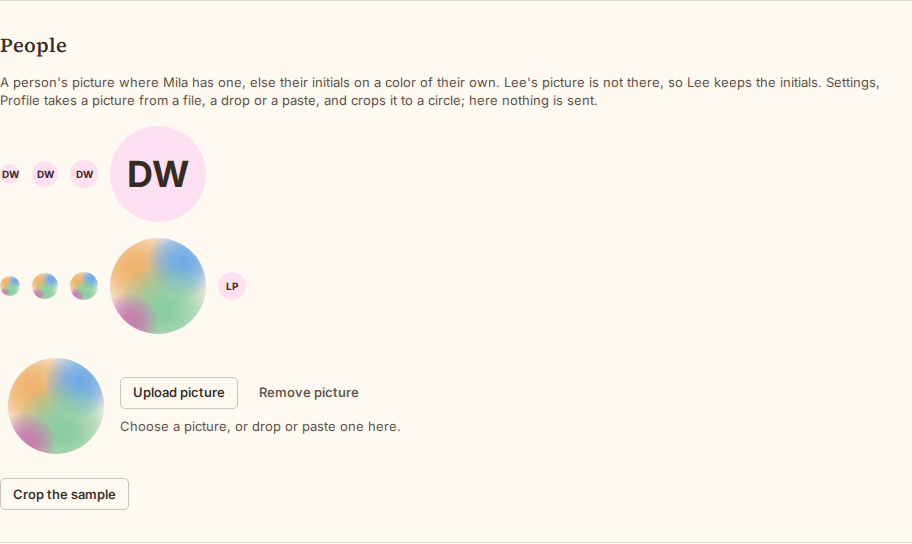 People
A person's picture where Mila has one, else their initials on a color of their own. Lee's picture is not there, so Lee keeps the initials. Settings,
Profile takes a picture from a file, a drop or a paste, and crops it to a circle; here nothing is sent.
DW DW DW DW
LP
Upload picture Remove picture
Choose a picture, or drop or paste one here.
Crop the sample